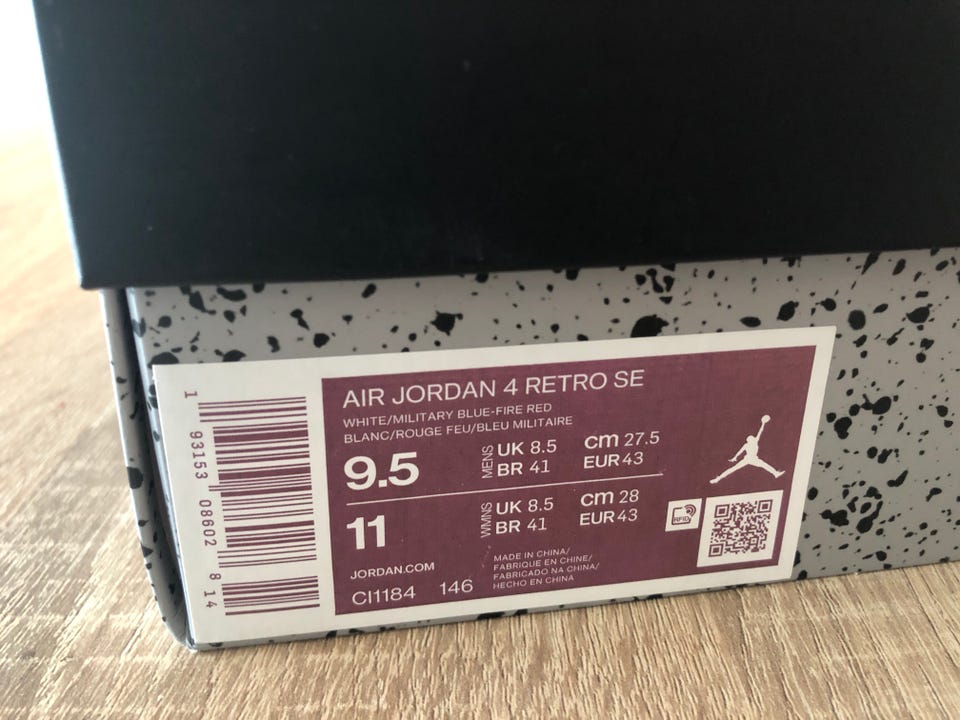 AIR JORDAN 4 RETRO SE
WHITE/MILITARY BLUE-FIRE RED
BLANC/ROUGE FEU/BLEU MILITAIRE
9.5
MENS
UK 8.5 cm 27.5
BR 41 EUR 43
11
WMNS
UK 8.5 cm 28
BR 41 EUR 43
RFID
JORDAN.COM
CI1184 146
MADE IN CHINA/
FABRIQUE EN CHINE/
FABRICADO NA CHINA/
HECHO EN CHINA
1 93153 08602 8 14